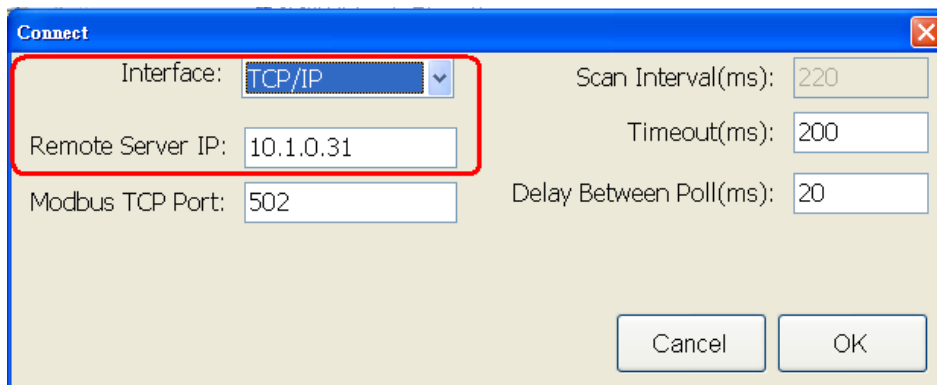 Connect
Interface: TCP/IP
Remote Server IP: 10.1.0.31
Modbus TCP Port: 502
Scan Interval(ms): 220
Timeout(ms): 200
Delay Between Poll(ms): 20
Cancel OK